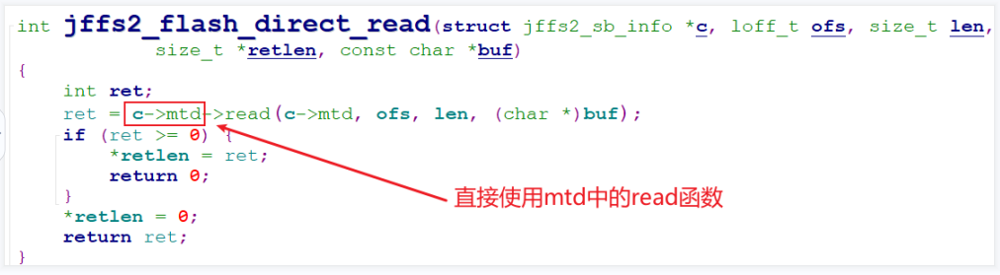 int jffs2_flash_direct_read(struct jffs2_sb_info *c, loff_t ofs, size_t len,
size_t *retlen, const char *buf)
{
int ret;
ret = c->mtd->read(c->mtd, ofs, len, (char *)buf);
if (ret >= 0) {
*retlen = ret;
return 0;
}
直接使用mtd中的read函数
*retlen = 0;
return ret;
}